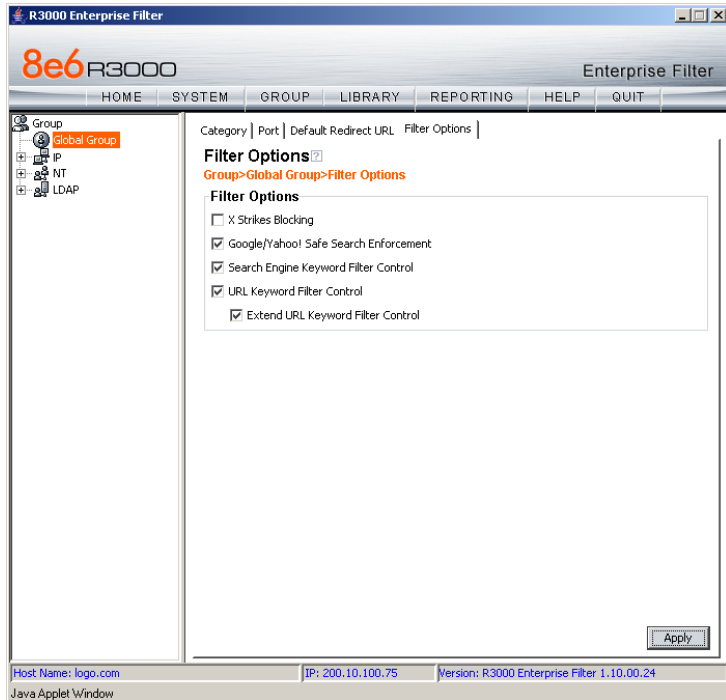 R3000 Enterprise Filter
8e6 R3000
Enterprise Filter
HOME SYSTEM GROUP LIBRARY REPORTING HELP QUIT
Group
Global Group
IP
NT
LDAP
Category Port Default Redirect URL Filter Options
Filter Options ?
Group>Global Group>Filter Options
Filter Options
X Strikes Blocking
Google/Yahoo! Safe Search Enforcement
Search Engine Keyword Filter Control
URL Keyword Filter Control
Extend URL Keyword Filter Control
Apply
Host Name: logo.com IP: 200.10.100.75 Version: R3000 Enterprise Filter 1.10.00.24
Java Applet Window